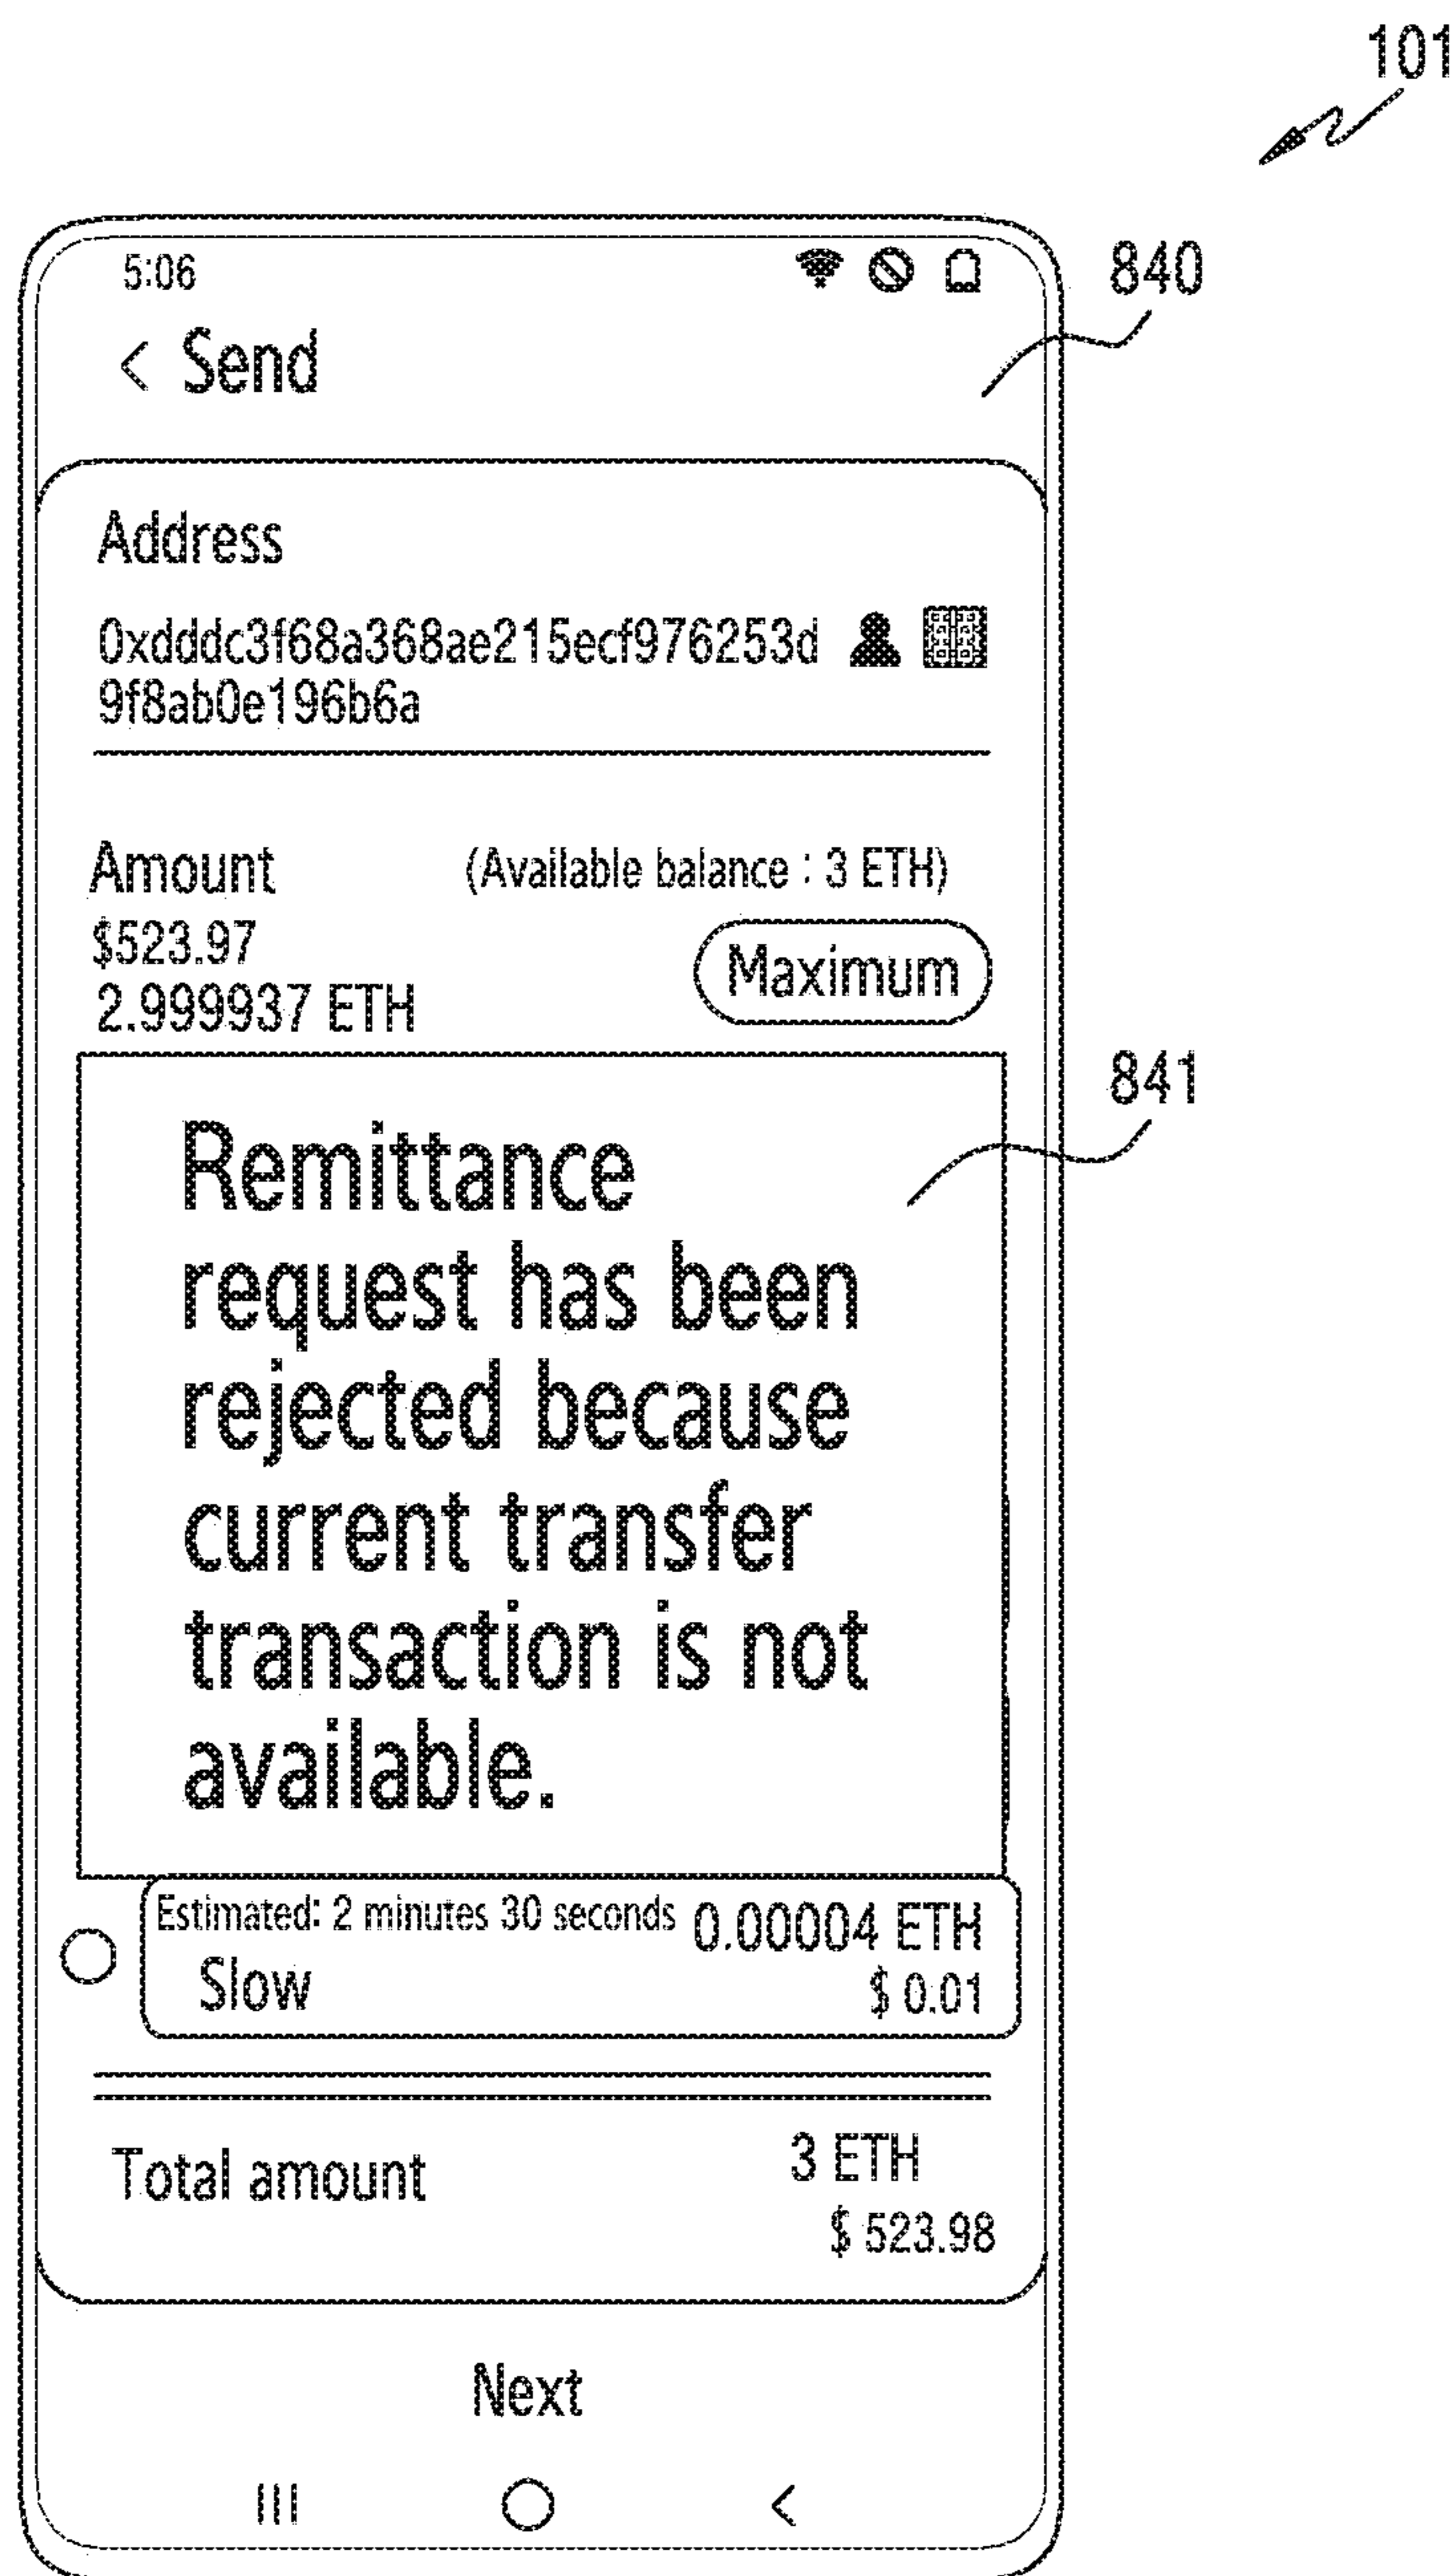 101
5:06
840
< Send
Address
0xdddc3f68a368ae215ecf976253d
9f8ab0e196b6a
Amount (Available balance : 3 ETH)
$523.97
Maximum
2.999937 ETH
841
Remittance
request has been
rejected because
current transfer
transaction is not
available.
Estimated: 2 minutes 30 seconds 0.00004 ETH
Slow $ 0.01
Total amount 3 ETH
$ 523.98
Next